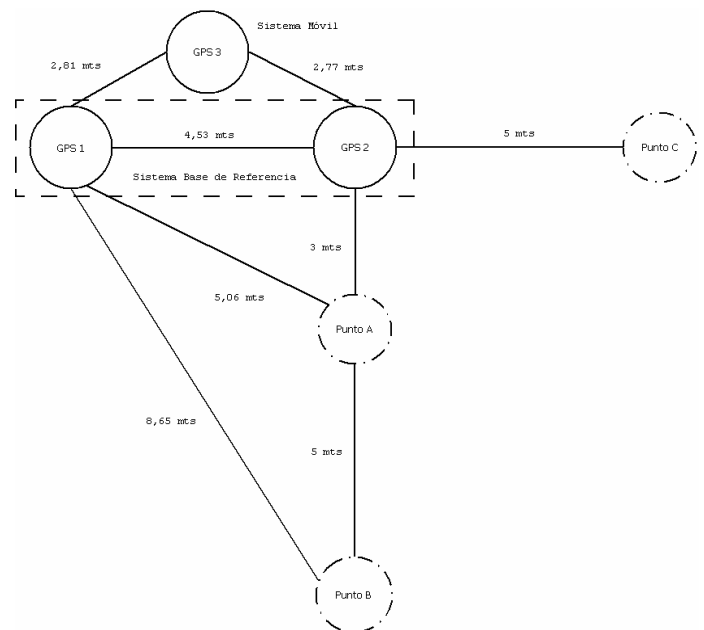 Sistema Móvil
GPS 3
2,81 mts
2,77 mts
4,53 mts
5 mts
GPS 1
GPS 2
Punto C
Sistema Base de Referencia
3 mts
5,06 mts
Punto A
8,65 mts
5 mts
Punto B